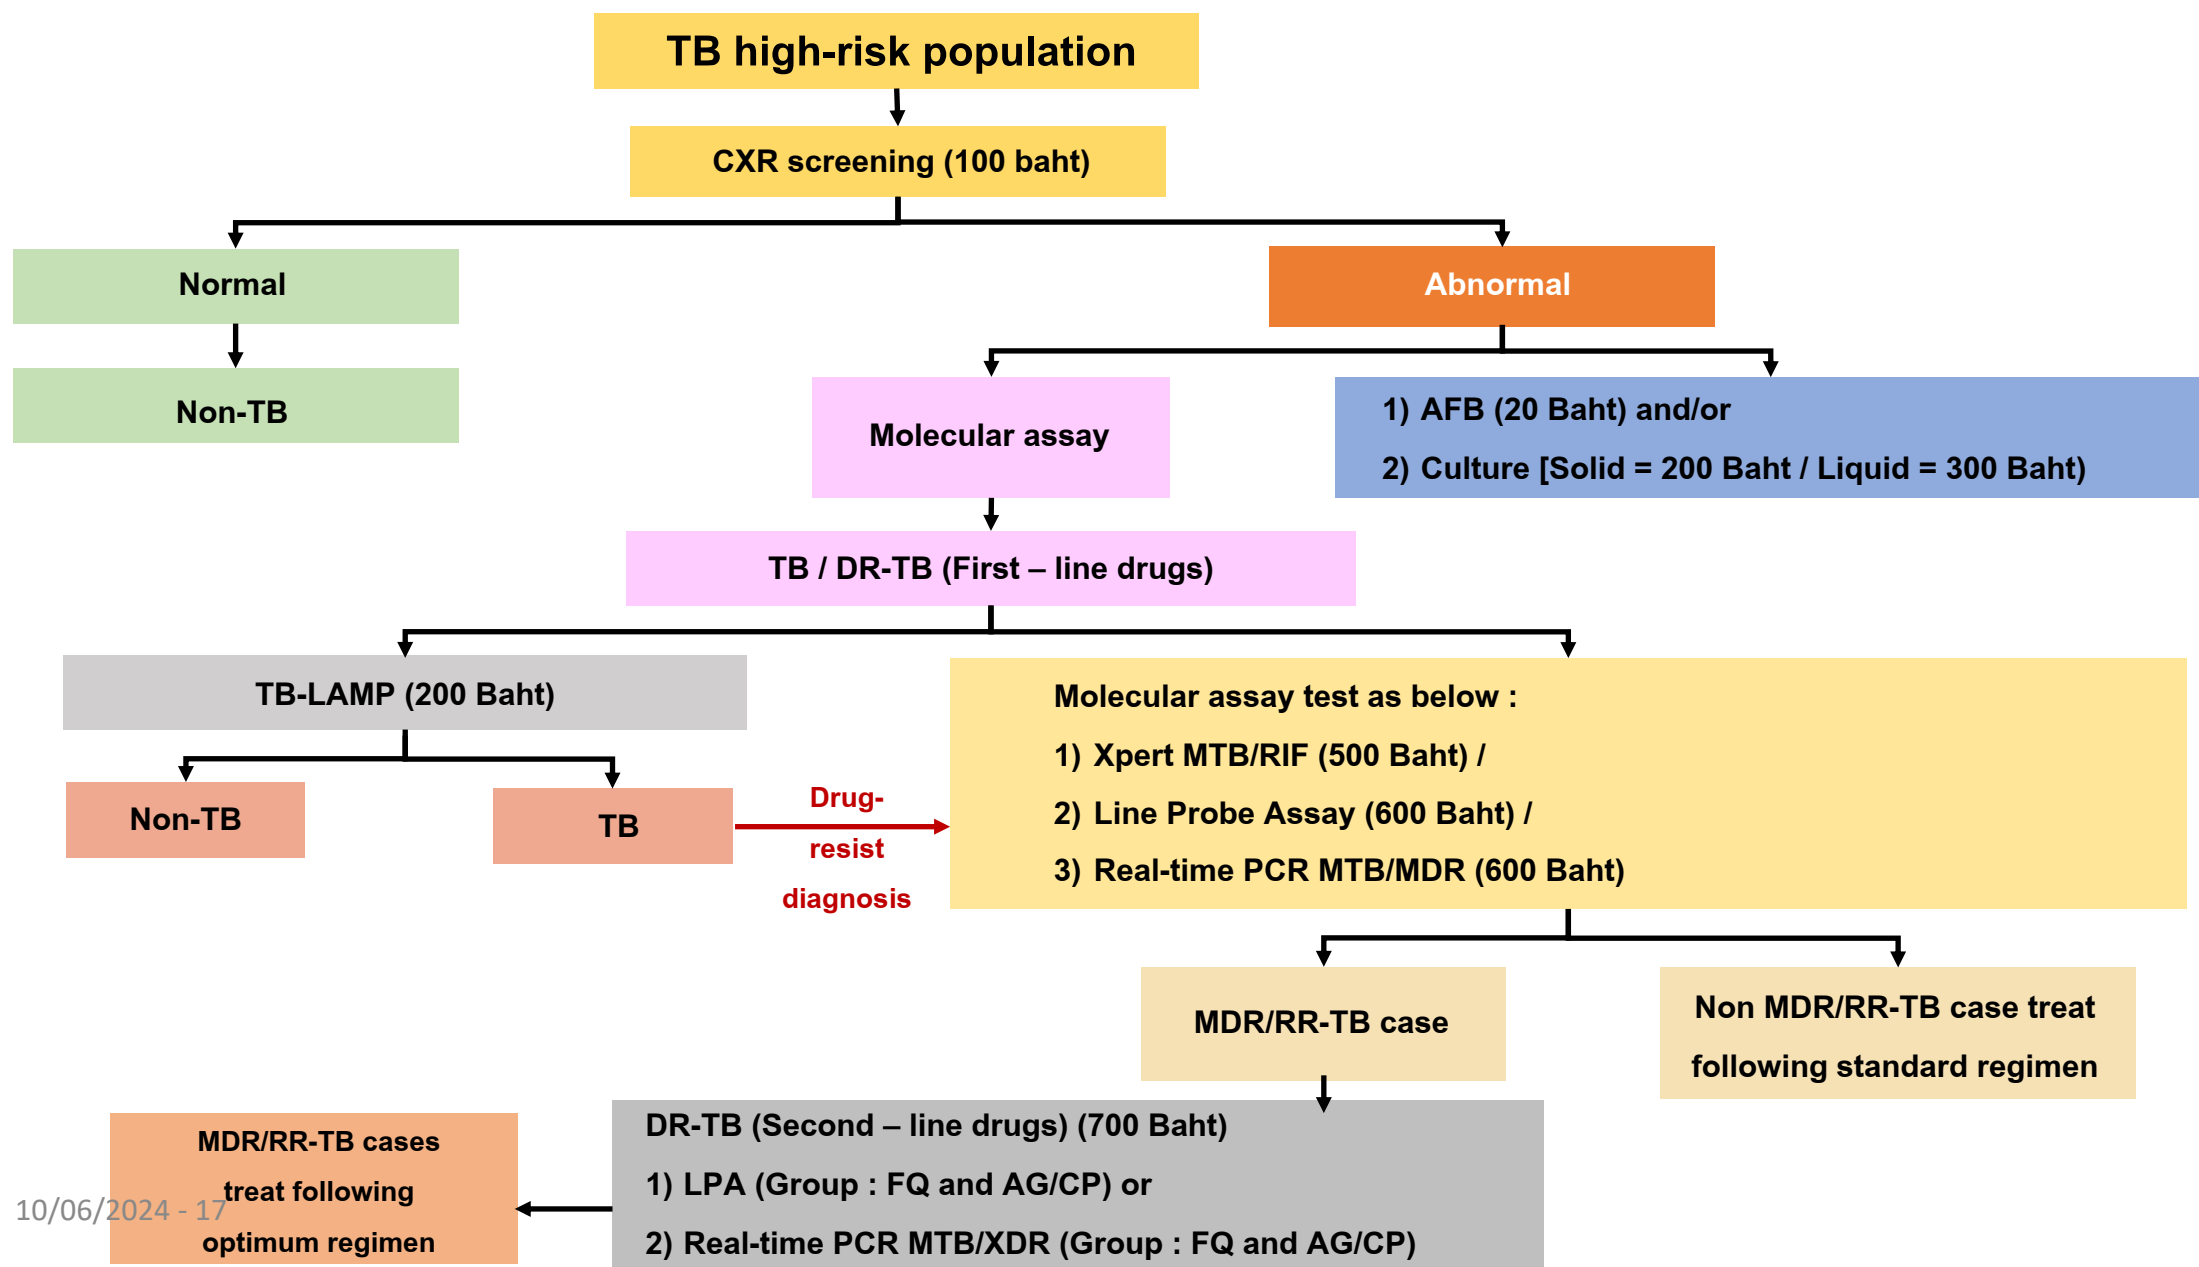 TB high-risk population
CXR screening (100 baht)
Normal
Abnormal
Non-TB
Molecular assay
1) AFB (20 Baht) and/or
2) Culture [Solid = 200 Baht / Liquid = 300 Baht)
TB / DR-TB (First – line drugs)
TB-LAMP (200 Baht)
Non-TB
TB
Drug-
resist
diagnosis
Molecular assay test as below :
1) Xpert MTB/RIF (500 Baht) /
2) Line Probe Assay (600 Baht) /
3) Real-time PCR MTB/MDR (600 Baht)
MDR/RR-TB case
Non MDR/RR-TB case treat
following standard regimen
DR-TB (Second – line drugs) (700 Baht)
1) LPA (Group : FQ and AG/CP) or
2) Real-time PCR MTB/XDR (Group : FQ and AG/CP)
MDR/RR-TB cases
treat following
optimum regimen
10/06/2024 - 17